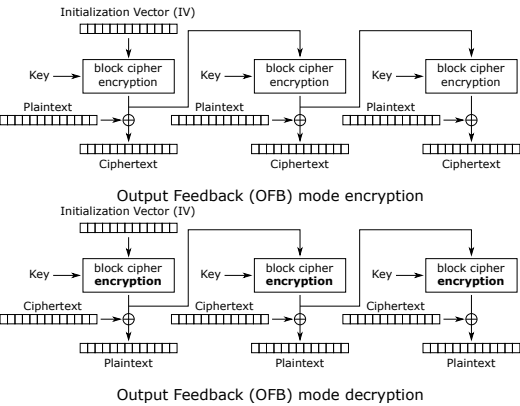 Initialization Vector (IV)
Key
block cipher
encryption
Key
block cipher
encryption
Key
block cipher
encryption
Plaintext
Plaintext
Plaintext
Ciphertext
Ciphertext
Ciphertext
Output Feedback (OFB) mode encryption
Initialization Vector (IV)
Key
block cipher
encryption
Key
block cipher
encryption
Key
block cipher
encryption
Ciphertext
Ciphertext
Ciphertext
Plaintext
Plaintext
Plaintext
Output Feedback (OFB) mode decryption